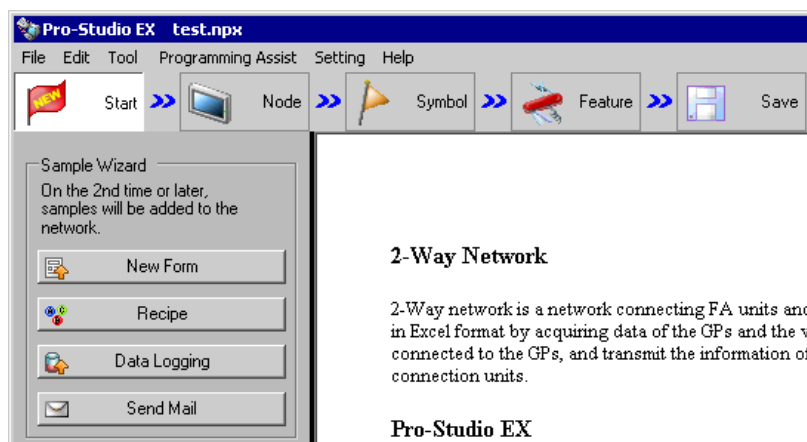 Pro-Studio EX test.npx
File Edit Tool Programming Assist Setting Help
NEW Start Node Symbol Feature Save
Sample Wizard
On the 2nd time or later,
samples will be added to the
network.
New Form
Recipe
Data Logging
Send Mail
2-Way Network
2-Way network is a network connecting FA units and
in Excel format by acquiring data of the GPs and the
connected to the GPs, and transmit the information of
connection units.
Pro-Studio EX